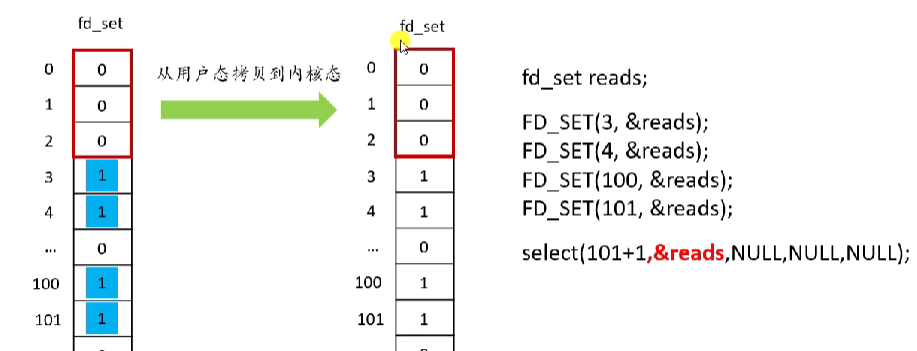 fd_set
0 0
1 0
2 0
3 1
4 1
... 0
100 1
101 1
从用户态拷贝到内核态
fd_set
0 0
1 0
2 0
3 1
4 1
... 0
100 1
101 1
fd_set reads;
FD_SET(3, &reads);
FD_SET(4, &reads);
FD_SET(100, &reads);
FD_SET(101, &reads);
select(101+1,&reads,NULL,NULL,NULL);